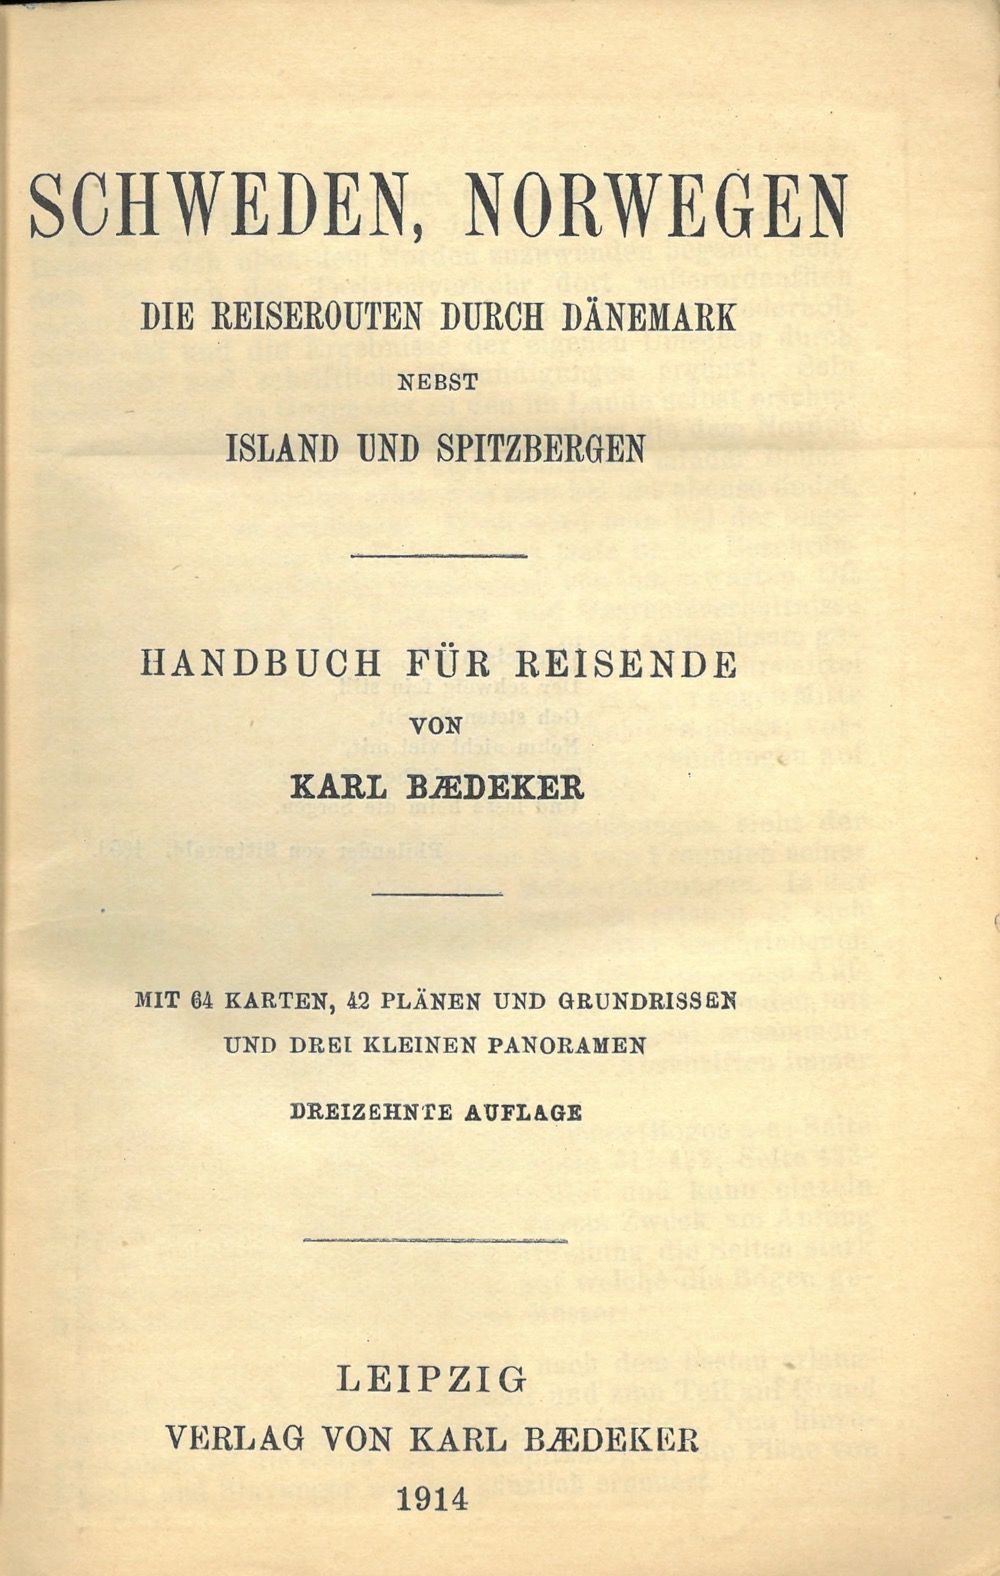 SCHWEDEN, NORWEGEN
DIE REISEROUTEN DURCH DÄNEMARK
NEBST
ISLAND UND SPITZBERGEN
HANDBUCH FÜR REISENDE
VON
KARL BÆDEKER
MIT 64 KARTEN, 42 PLÄNEN UND GRUNDRISSEN
UND DREI KLEINEN PANORAMEN
DREIZEHNTE AUFLAGE
LEIPZIG
VERLAG VON KARL BÆDEKER
1914